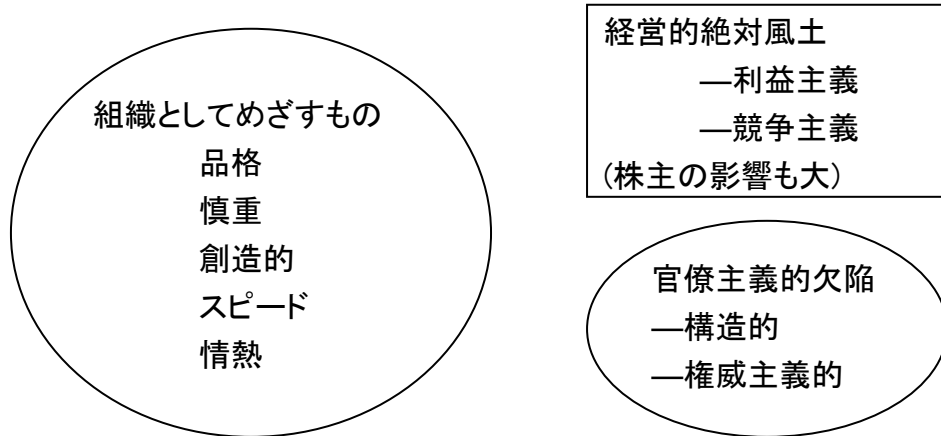 組織としてめざすもの
品格
慎重
創造的
スピード
情熱
経営的絶対風土
―利益主義
―競争主義
(株主の影響も大)
官僚主義的欠陥
―構造的
―権威主義的